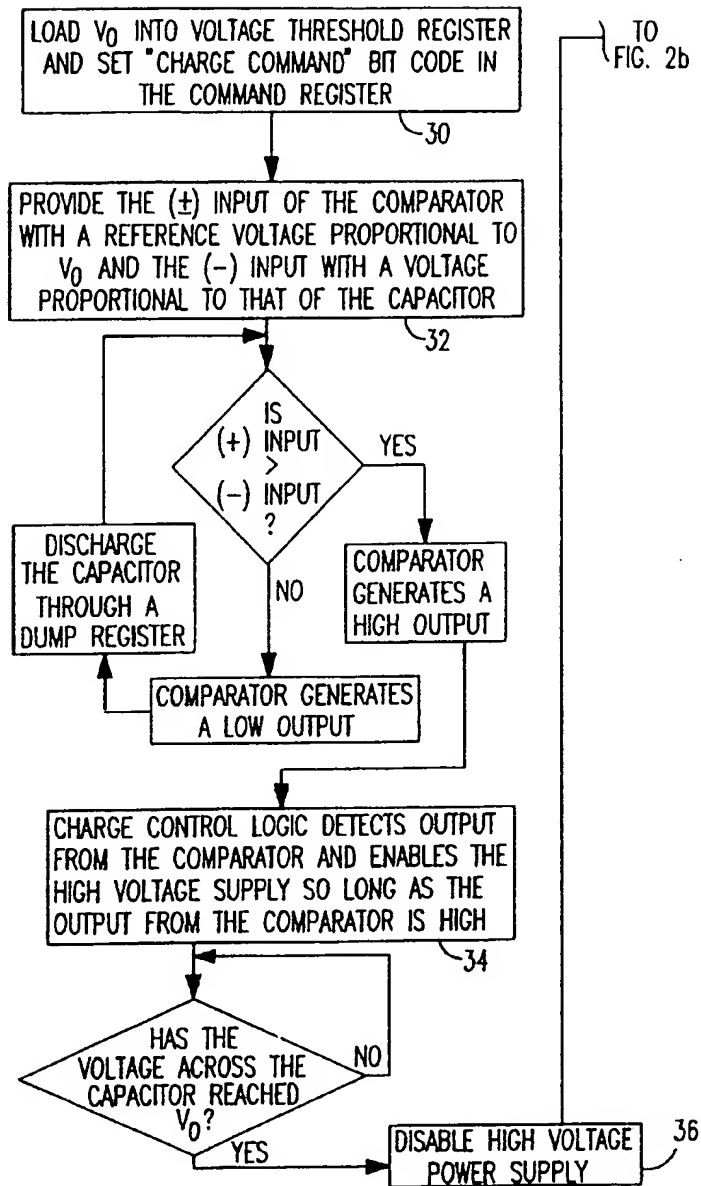 LOAD V0 INTO VOLTAGE THRESHOLD REGISTER
AND SET "CHARGE COMMAND" BIT CODE IN
THE COMMAND REGISTER
30
TO
FIG. 2b
PROVIDE THE (±) INPUT OF THE COMPARATOR
WITH A REFERENCE VOLTAGE PROPORTIONAL TO
V0 AND THE (-) INPUT WITH A VOLTAGE
PROPORTIONAL TO THAT OF THE CAPACITOR
32
IS
(+) INPUT
>
(-) INPUT
?
YES
NO
DISCHARGE
THE CAPACITOR
THROUGH A
DUMP REGISTER
COMPARATOR
GENERATES A
HIGH OUTPUT
COMPARATOR GENERATES
A LOW OUTPUT
CHARGE CONTROL LOGIC DETECTS OUTPUT
FROM THE COMPARATOR AND ENABLES THE
HIGH VOLTAGE SUPPLY SO LONG AS THE
OUTPUT FROM THE COMPARATOR IS HIGH
34
HAS THE
VOLTAGE ACROSS THE
CAPACITOR REACHED
V0?
NO
YES
DISABLE HIGH VOLTAGE
POWER SUPPLY
36